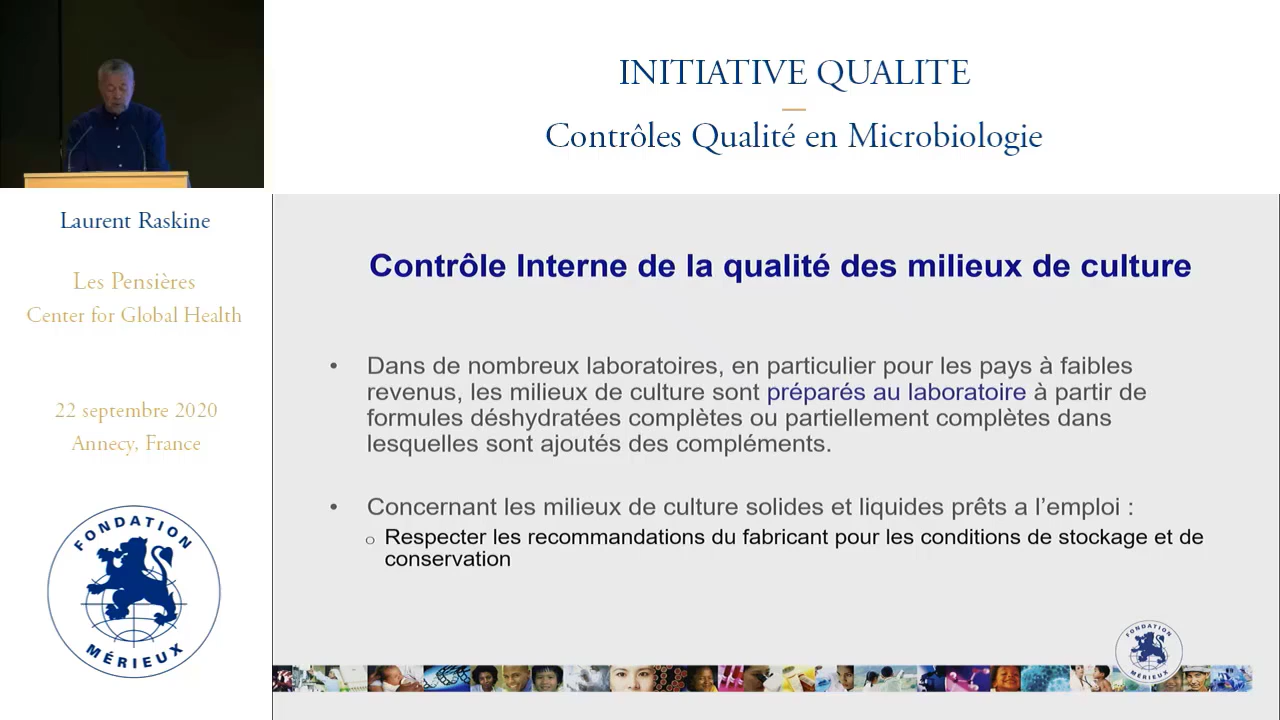 INITIATIVE QUALITE
Contrôles Qualité en Microbiologie
Laurent Raskine
Les Pensières
Center for Global Health
22 septembre 2020
Annecy, France
FONDATION
MÉRIEUX
Contrôle Interne de la qualité des milieux de culture
• Dans de nombreux laboratoires, en particulier pour les pays à faibles
revenus, les milieux de culture sont préparés au laboratoire à partir de
formules déshydratées complètes ou partiellement complètes dans
lesquelles sont ajoutés des compléments.
• Concernant les milieux de culture solides et liquides prêts a l’emploi :
o Respecter les recommandations du fabricant pour les conditions de stockage et de
conservation
FONDATION
MÉRIEUX